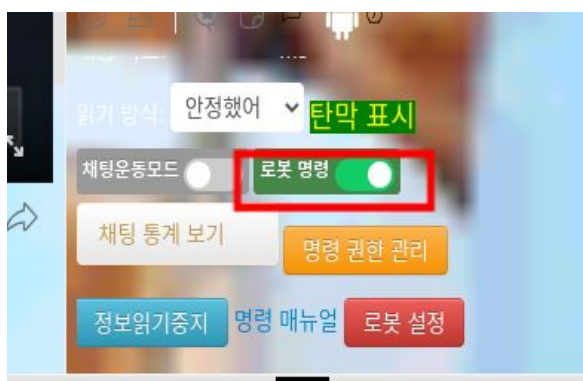 읽기 방식: 안정했어 탄막 표시
채팅운동모드 로봇 명령
채팅 통계 보기 명령 권한 관리
정보읽기중지 명령 매뉴얼 로봇 설정